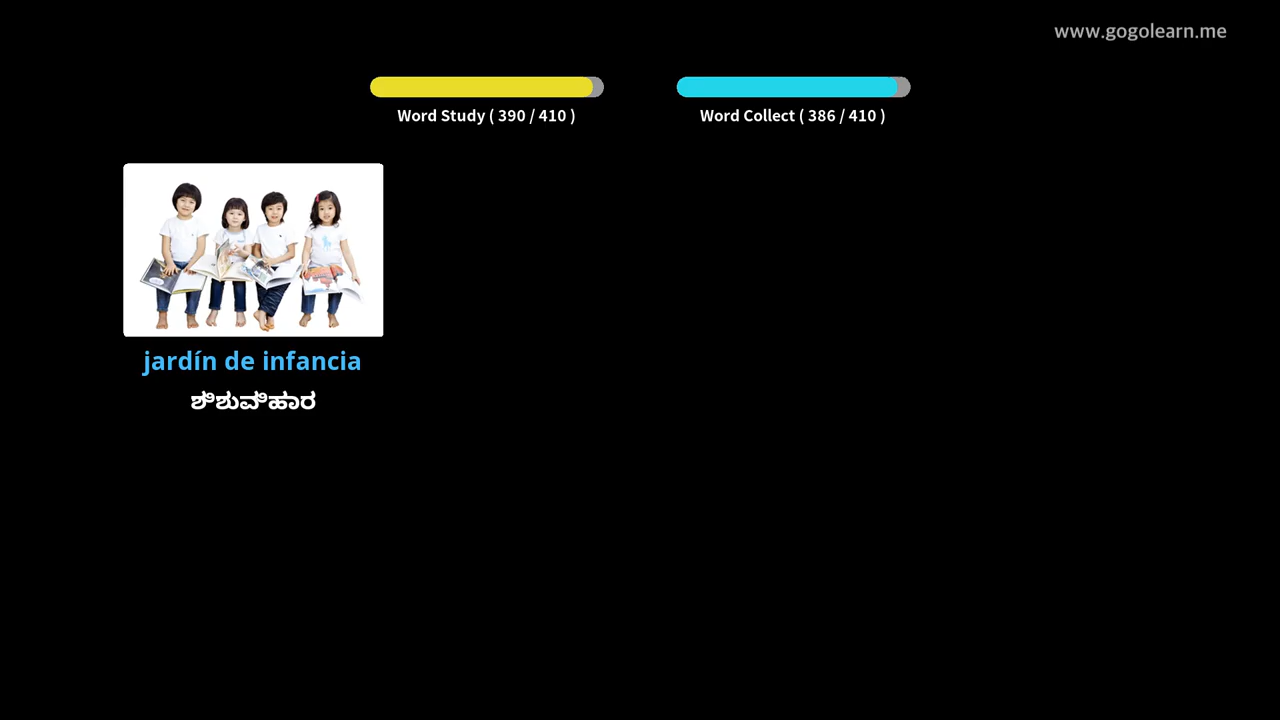 www.gogolearn.me
Word Study ( 390 / 410 )
Word Collect ( 386 / 410 )
jardín de infancia
ಶಿಶುವಿಹಾರ